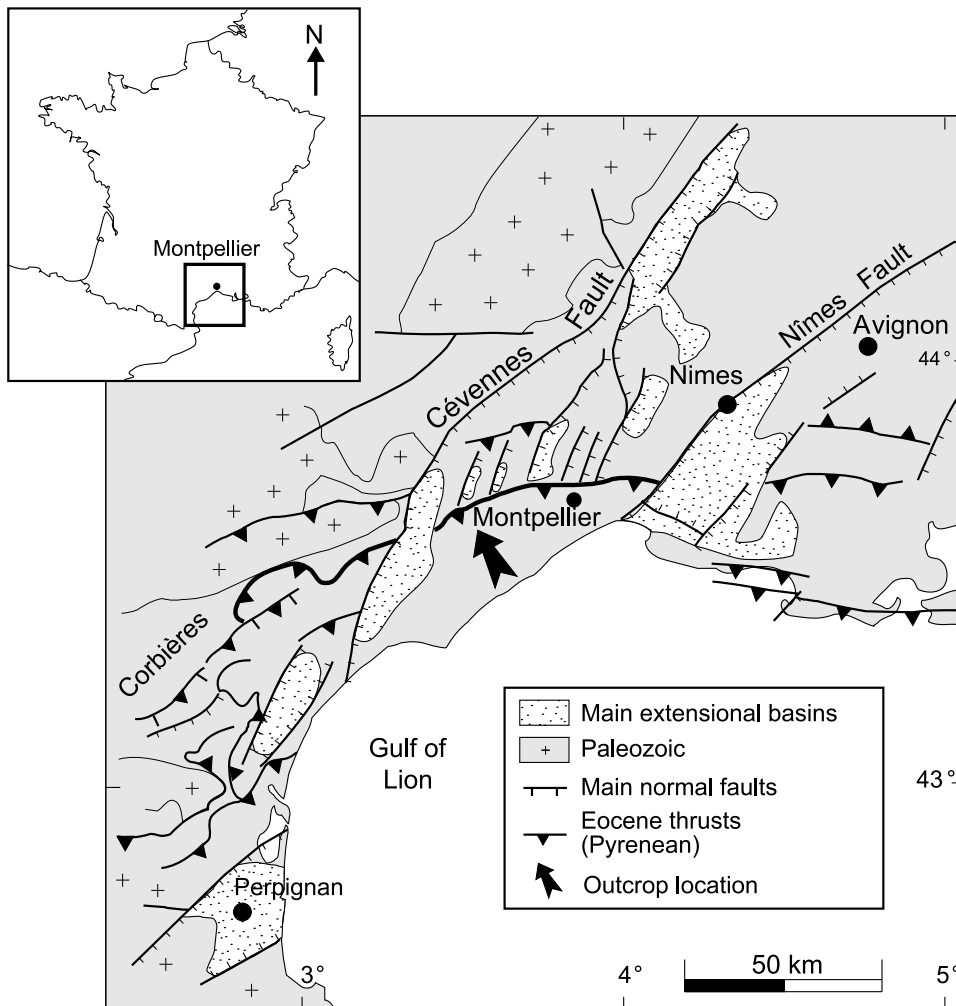 N
Montpellier
Cévennes
Fault
Nîmes
Fault
Avignon
44°
Nimes
Montpellier
Corbières
Gulf of
Lion
Main extensional basins
Paleozoic
43°
Main normal faults
Eocene thrusts
(Pyrenean)
Outcrop location
Perpignan
3°
4°
50 km
5°